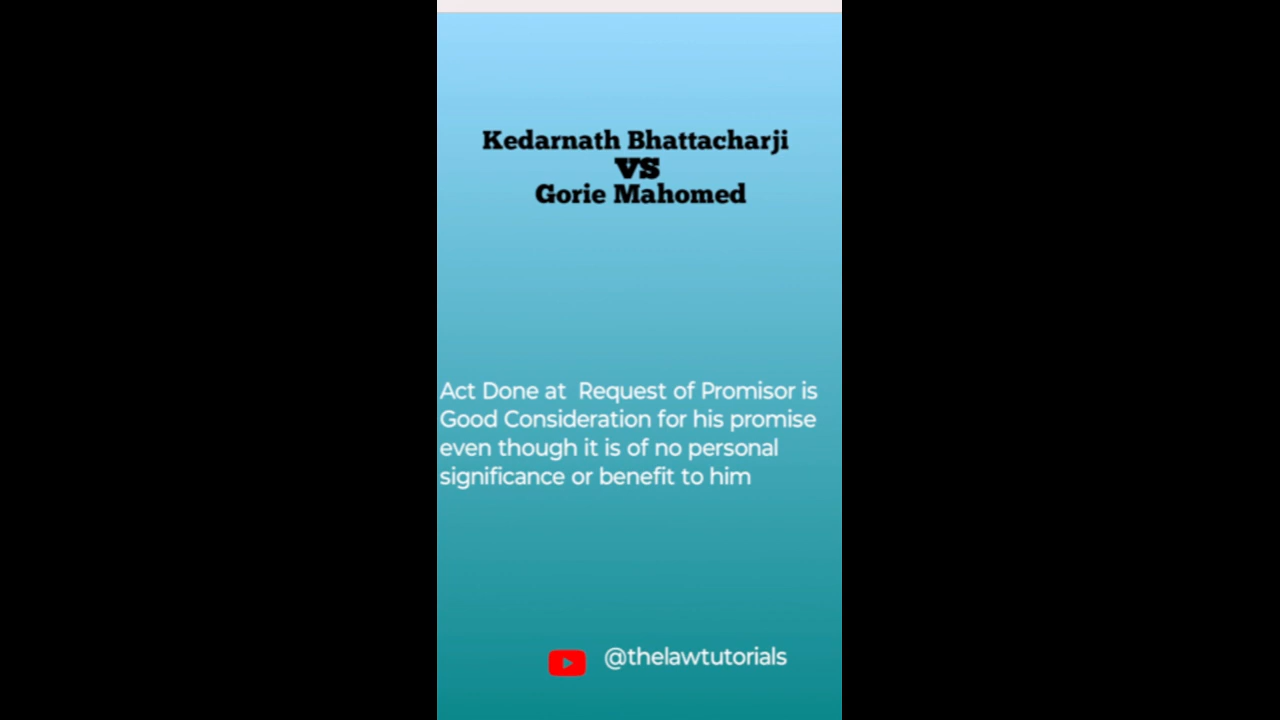 Kedarnath Bhattacharji
VS
Gorie Mahomed
Act Done at  Request of Promisor is
Good Consideration for his promise
even though it is of no personal
significance or benefit to him
@thelawtutorials